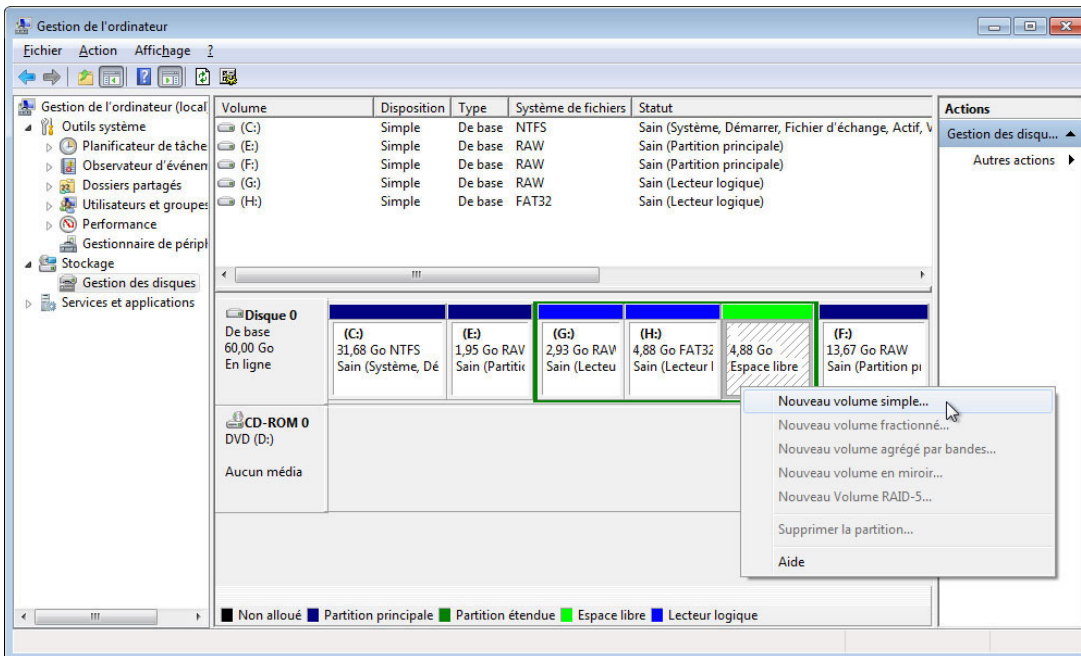 Gestion de l'ordinateur
Fichier Action Affichage ?
Gestion de l'ordinateur (local
Outils système
Planificateur de tâche
Observateur d'événem
Dossiers partagés
Utilisateurs et groupes
Performance
Gestionnaire de périph
Stockage
Gestion des disques
Services et applications
Volume Disposition Type Système de fichiers Statut
(C:) Simple De base NTFS Sain (Système, Démarrer, Fichier d'échange, Actif, V
(E:) Simple De base RAW Sain (Partition principale)
(F:) Simple De base RAW Sain (Partition principale)
(G:) Simple De base RAW Sain (Lecteur logique)
(H:) Simple De base FAT32 Sain (Lecteur logique)
Actions
Gestion des disqu...
Autres actions
Disque 0
De base
60,00 Go
En ligne
(C:)
31,68 Go NTFS
Sain (Système, Dé
(E:)
1,95 Go RAV
Sain (Partitic
(G:)
2,93 Go RAV
Sain (Lecteu
(H:)
4,88 Go FAT32
Sain (Lecteur l
4,88 Go
Espace libre
(F:)
13,67 Go RAW
Sain (Partition pi
CD-ROM 0
DVD (D:)
Aucun média
Nouveau volume simple...
Nouveau volume fractionné...
Nouveau volume agrégé par bandes...
Nouveau volume en miroir...
Nouveau Volume RAID-5...
Supprimer la partition...
Aide
Non alloué Partition principale Partition étendue Espace libre Lecteur logique